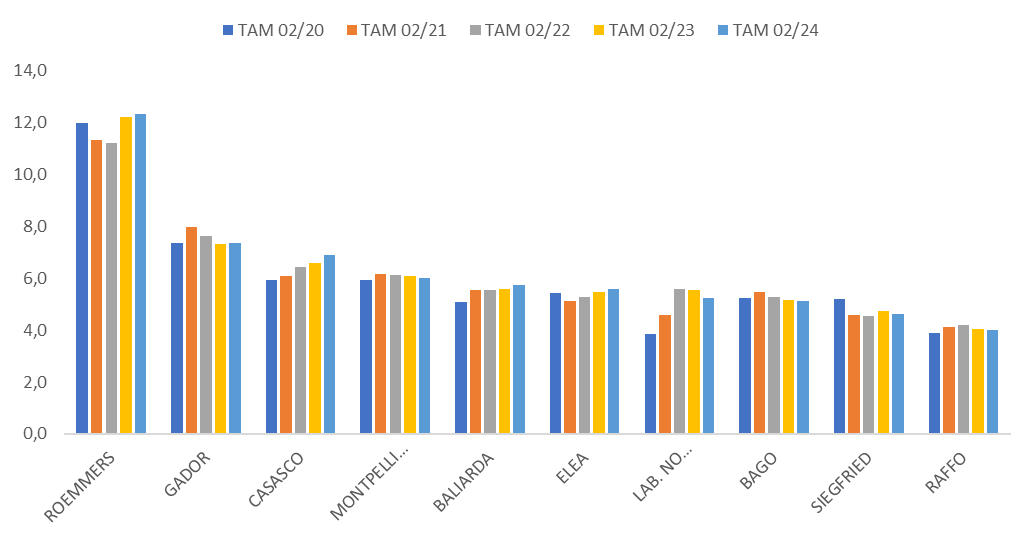 TAM 02/20 TAM 02/21 TAM 02/22 TAM 02/23 TAM 02/24
14,0
12,0
10,0
8,0
6,0
4,0
2,0
0,0
ROEMMERS
GADOR
CASASCO
MONTPELLI...
BALIARDA
ELEA
LAB. NO...
BAGO
SIEGFRIED
RAFFO